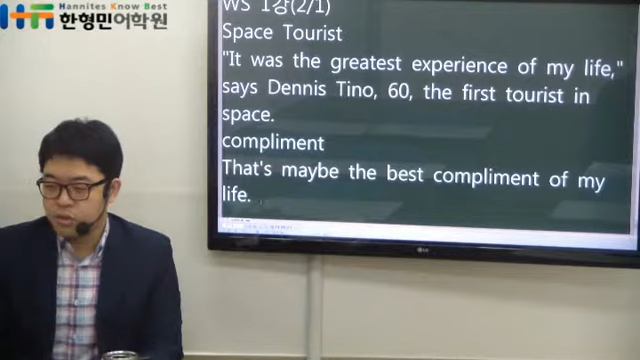 Hannites Know Best
한형민어학원
WS 1강(2/1)
Space Tourist
"It was the greatest experience of my life,"
says Dennis Tino, 60, the first tourist in
space.
compliment
That's maybe the best compliment of my
life.
LG